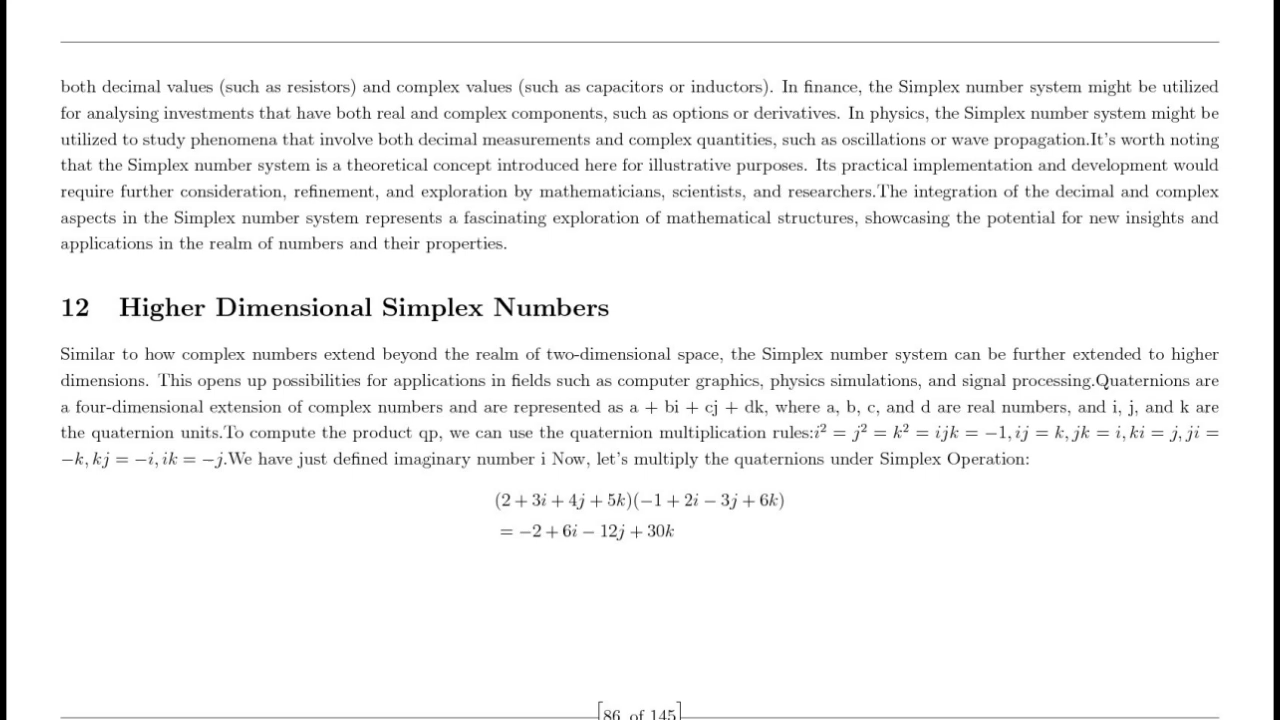 both decimal values (such as resistors) and complex values (such as capacitors or inductors). In finance, the Simplex number system might be utilized
for analysing investments that have both real and complex components, such as options or derivatives. In physics, the Simplex number system might be
utilized to study phenomena that involve both decimal measurements and complex quantities, such as oscillations or wave propagation.It's worth noting
that the Simplex number system is a theoretical concept introduced here for illustrative purposes. Its practical implementation and development would
require further consideration, refinement, and exploration by mathematicians, scientists, and researchers.The integration of the decimal and complex
aspects in the Simplex number system represents a fascinating exploration of mathematical structures, showcasing the potential for new insights and
applications in the realm of numbers and their properties.
12 Higher Dimensional Simplex Numbers
Similar to how complex numbers extend beyond the realm of two-dimensional space, the Simplex number system can be further extended to higher
dimensions. This opens up possibilities for applications in fields such as computer graphics, physics simulations, and signal processing.Quaternions are
a four-dimensional extension of complex numbers and are represented as a + bi + cj + dk, where a, b, c, and d are real numbers, and i, j, and k are
the quaternion units.To compute the product qp, we can use the quaternion multiplication rules:i² = j² = k² = ijk = −1, ij = k, jk = i, ki = j, ji =
−k, kj = −i, ik = −j.We have just defined imaginary number i Now, let's multiply the quaternions under Simplex Operation:
(2 + 3i + 4j + 5k)(−1 + 2i − 3j + 6k)
= −2 + 6i − 12j + 30k
[86 of 145]